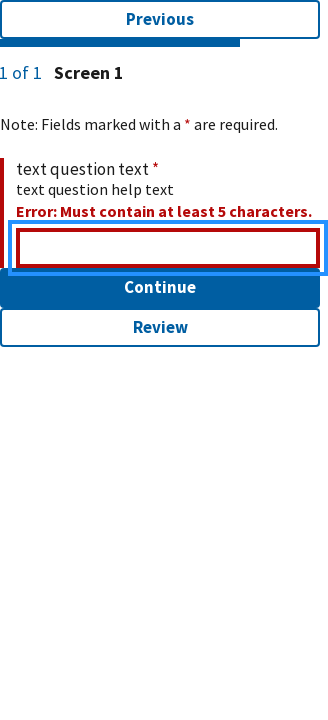 Previous
1 of 1 Screen 1
Note: Fields marked with a * are required.
text question text *
text question help text
Error: Must contain at least 5 characters.
Continue
Review